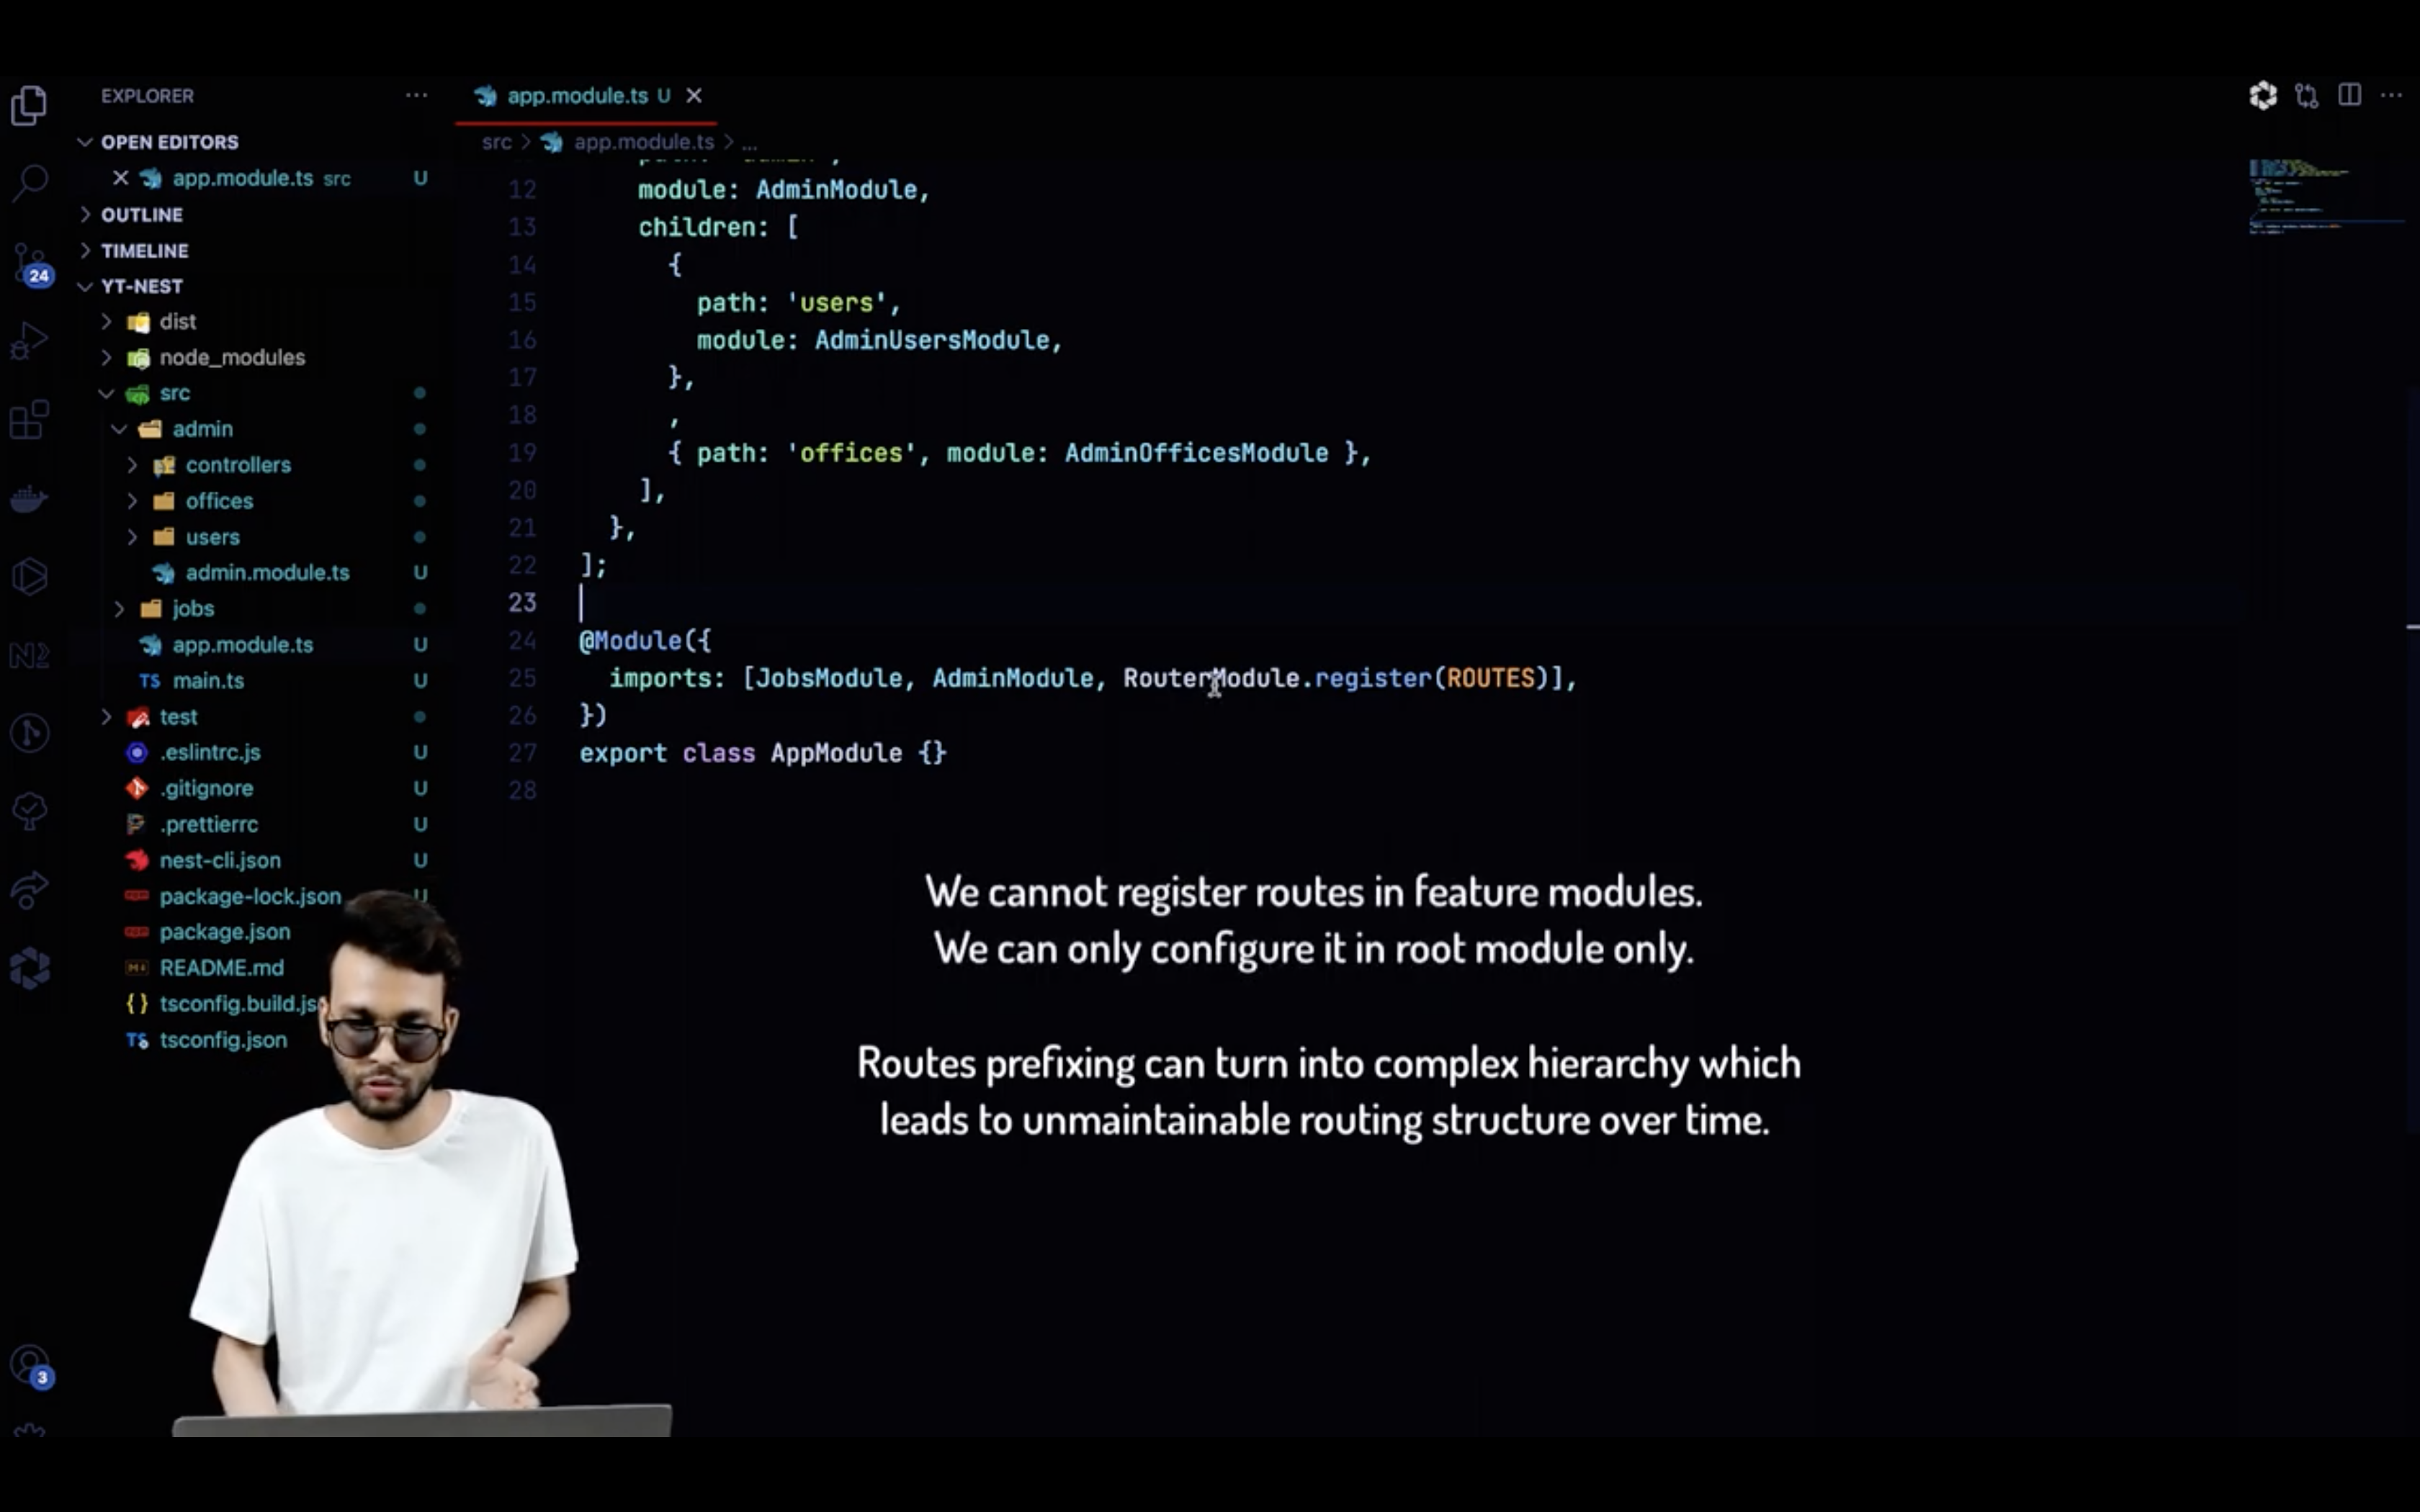 EXPLORER
OPEN EDITORS
app.module.ts src U
OUTLINE
TIMELINE
YT-NEST
dist
node_modules
src
admin
controllers
offices
users
admin.module.ts U
jobs
app.module.ts U
TS main.ts U
test
.eslintrc.js U
.gitignore U
.prettierrc U
nest-cli.json U
package-lock.json U
package.json
README.md
{} tsconfig.build.js
TS tsconfig.json
24
3
app.module.ts U
src > app.module.ts > ...
12 module: AdminModule,
13 children: [
14 {
15 path: 'users',
16 module: AdminUsersModule,
17 },
18 ,
19 { path: 'offices', module: AdminOfficesModule },
20 ],
21 },
22 ];
23
24 @Module({
25 imports: [JobsModule, AdminModule, RouterModule.register(ROUTES)],
26 })
27 export class AppModule {}
28
We cannot register routes in feature modules.
We can only configure it in root module only.
Routes prefixing can turn into complex hierarchy which
leads to unmaintainable routing structure over time.